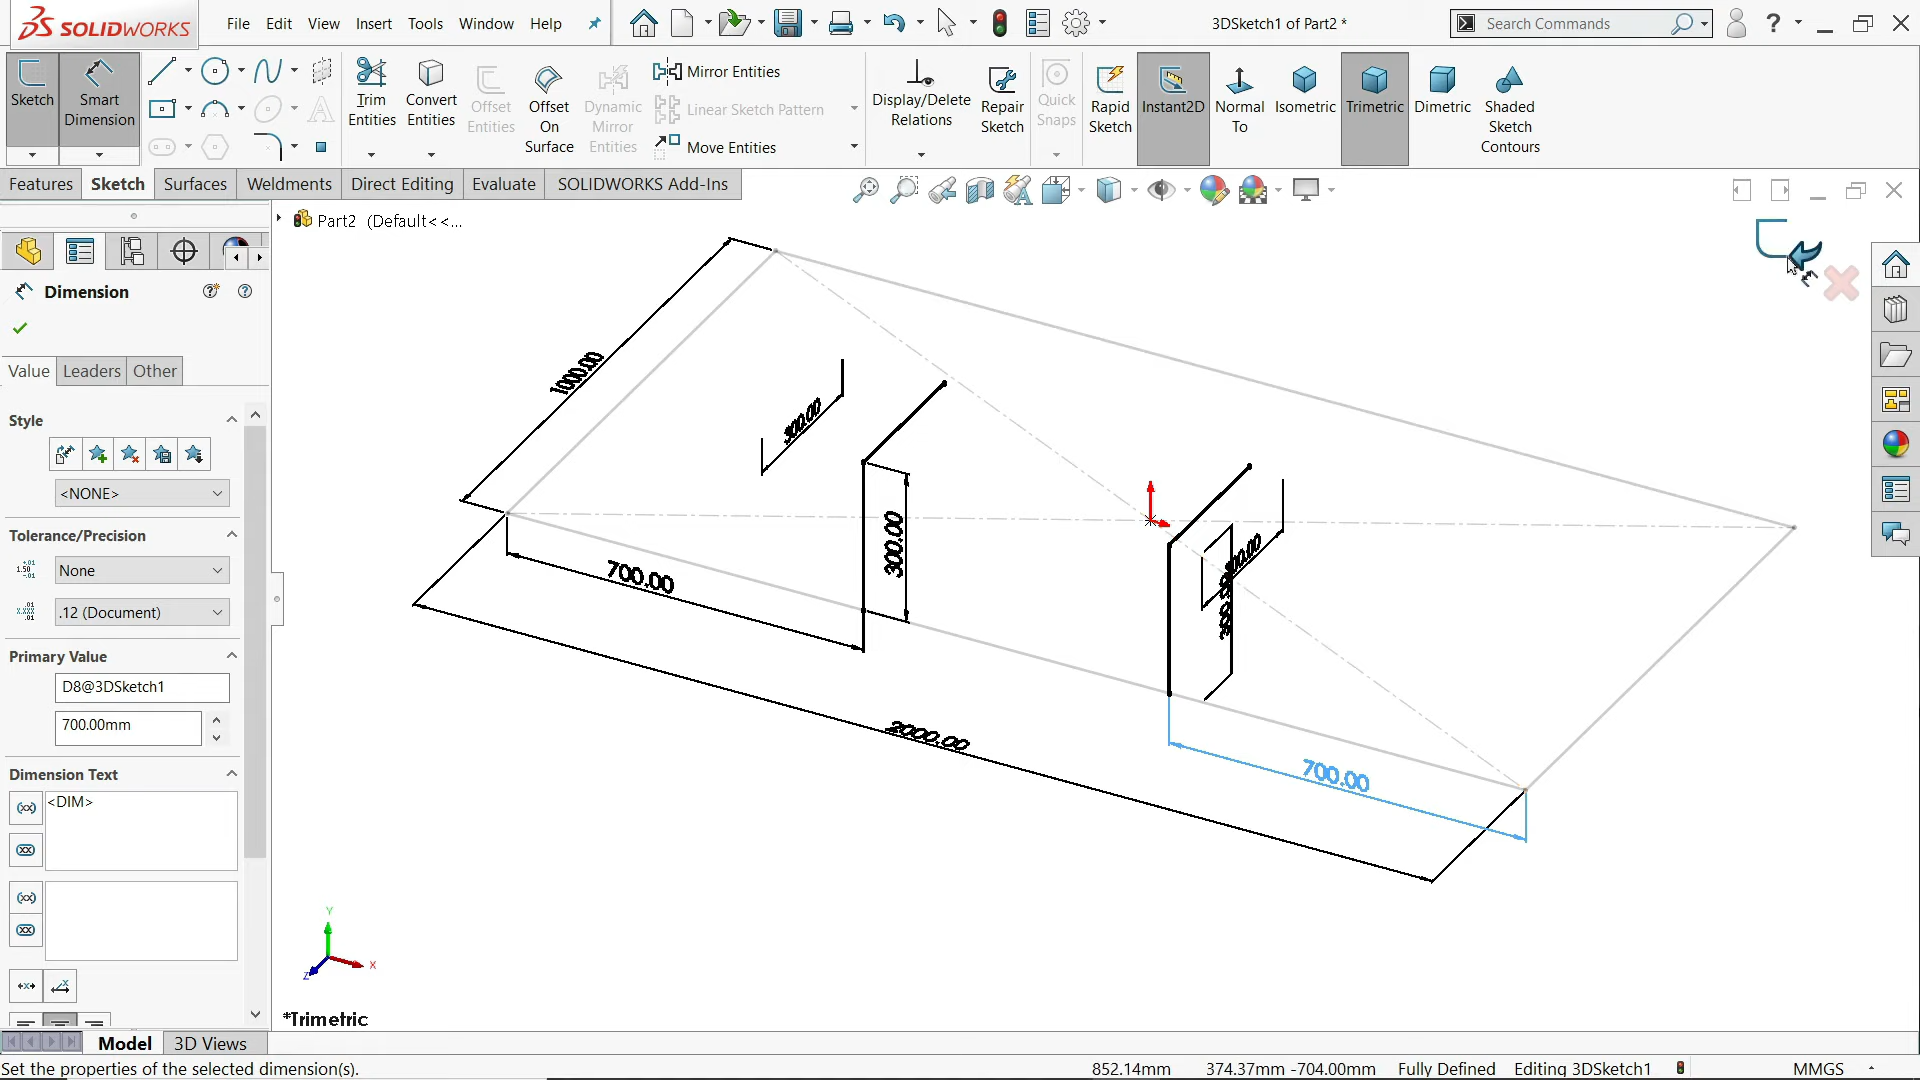 SOLIDWORKS
File Edit View Insert Tools Window Help
3DSketch1 of Part2 *
Search Commands
?
Sketch
Smart Dimension
Trim Entities
Convert Entities
Offset Entities
Offset On Surface
Dynamic Mirror Entities
Mirror Entities
Linear Sketch Pattern
Move Entities
Display/Delete Relations
Repair Sketch
Quick Snaps
Rapid Sketch
Instant2D
Normal To
Isometric
Trimetric
Dimetric
Shaded Sketch Contours
Features Sketch Surfaces Weldments Direct Editing Evaluate SOLIDWORKS Add-Ins
Part2 (Default<<...
Dimension
Value Leaders Other
Style
<NONE>
Tolerance/Precision
None
.12 (Document)
Primary Value
D8@3DSketch1
700.00mm
Dimension Text
<DIM>
1000.00
300.00
300.00
700.00
2000.00
700.00
Y
X
Z
*Trimetric
Model 3D Views
Set the properties of the selected dimension(s).
852.14mm 374.37mm -704.00mm Fully Defined Editing 3DSketch1 MMGS